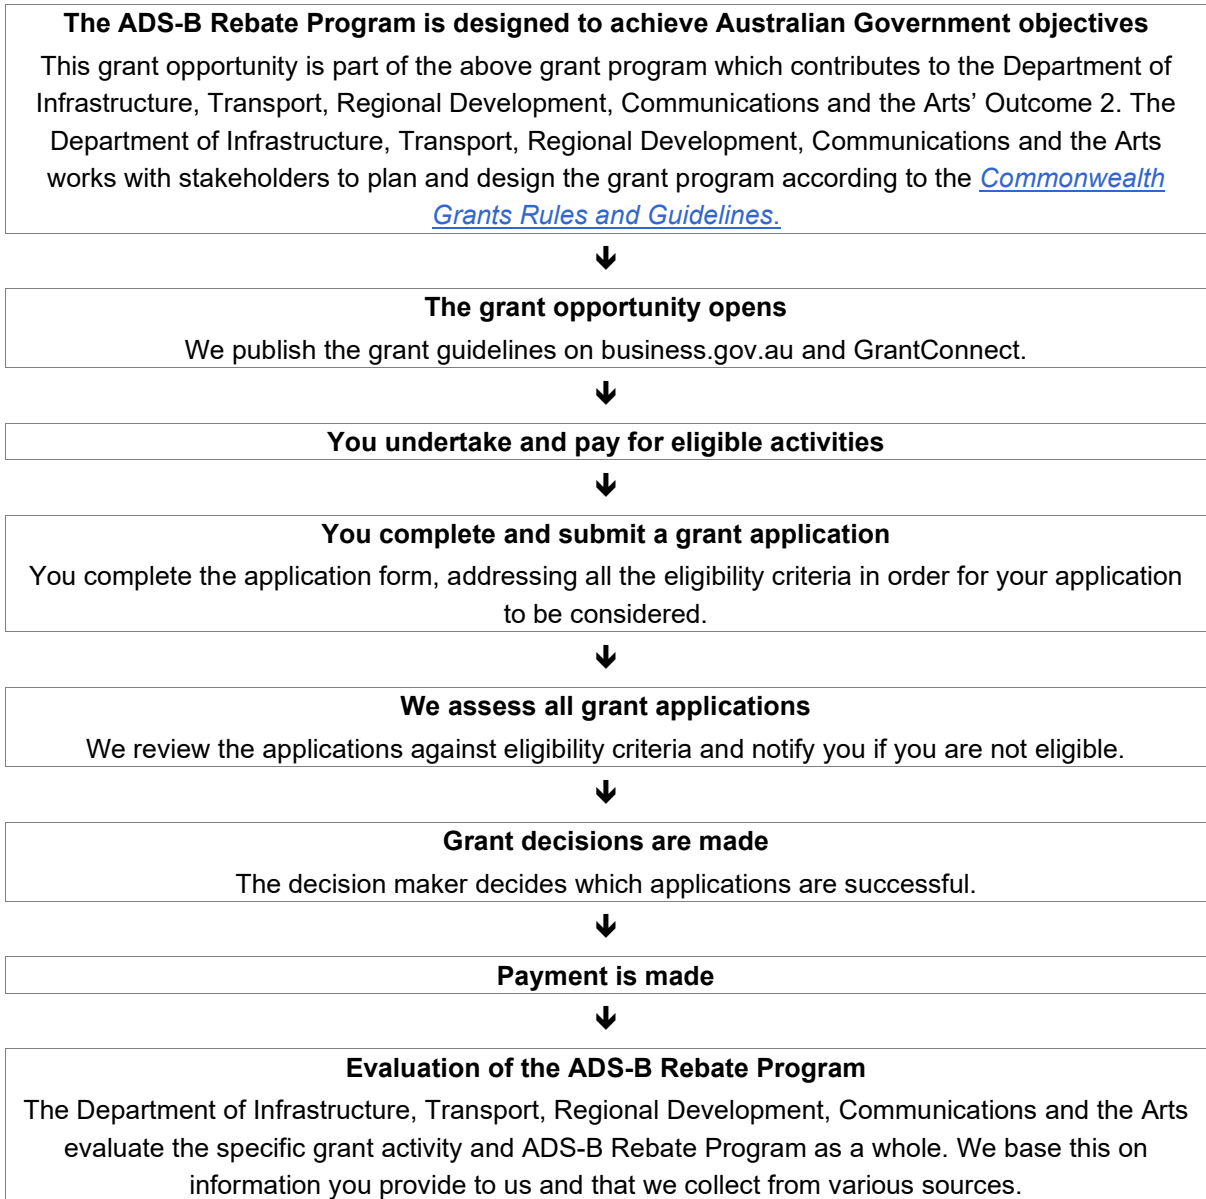 The ADS-B Rebate Program is designed to achieve Australian Government objectives
This grant opportunity is part of the above grant program which contributes to the Department of
Infrastructure, Transport, Regional Development, Communications and the Arts’ Outcome 2. The
Department of Infrastructure, Transport, Regional Development, Communications and the Arts
works with stakeholders to plan and design the grant program according to the Commonwealth
Grants Rules and Guidelines.
The grant opportunity opens
We publish the grant guidelines on business.gov.au and GrantConnect.
You undertake and pay for eligible activities
You complete and submit a grant application
You complete the application form, addressing all the eligibility criteria in order for your application
to be considered.
We assess all grant applications
We review the applications against eligibility criteria and notify you if you are not eligible.
Grant decisions are made
The decision maker decides which applications are successful.
Payment is made
Evaluation of the ADS-B Rebate Program
The Department of Infrastructure, Transport, Regional Development, Communications and the Arts
evaluate the specific grant activity and ADS-B Rebate Program as a whole. We base this on
information you provide to us and that we collect from various sources.